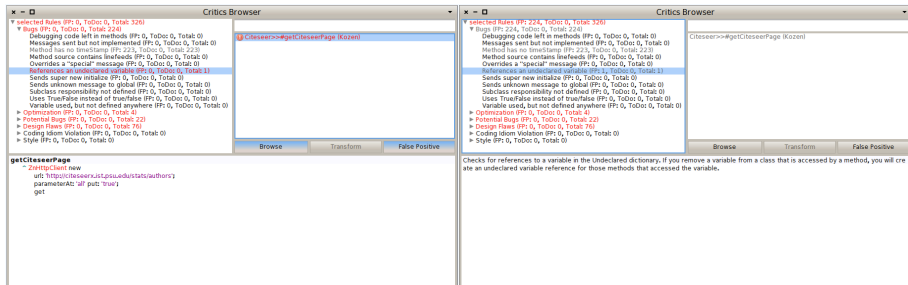 Critics Browser
selected Rules (FP: 0, ToDo: 0, Total: 326)
Bugs (FP: 0, ToDo: 0, Total: 224)
Debugging code left in methods (FP: 0, ToDo: 0, Total: 0)
Messages sent but not implemented (FP: 0, ToDo: 0, Total: 0)
Method has no timeStamp (FP: 223, ToDo: 0, Total: 223)
Method source contains linefeeds (FP: 0, ToDo: 0, Total: 0)
Overrides a "special" message (FP: 0, ToDo: 0, Total: 0)
References an undeclared variable (FP: 0, ToDo: 0, Total: 1)
Sends super new initialize (FP: 0, ToDo: 0, Total: 0)
Sends unknown message to global (FP: 0, ToDo: 0, Total: 0)
Subclass responsibility not defined (FP: 0, ToDo: 0, Total: 0)
Uses True/False instead of true/false (FP: 0, ToDo: 0, Total: 0)
Variable used, but not defined anywhere (FP: 0, ToDo: 0, Total: 0)
Optimization (FP: 0, ToDo: 0, Total: 4)
Potential Bugs (FP: 0, ToDo: 0, Total: 22)
Design Flaws (FP: 0, ToDo: 0, Total: 76)
Coding Idiom Violation (FP: 0, ToDo: 0, Total: 0)
Style (FP: 0, ToDo: 0, Total: 0)
Citeseer>>#getCiteseerPage (Kozen)
Browse
Transform
False Positive
getCiteseerPage
^ ZnHttpClient new
url: 'http://citeseerx.ist.psu.edu/stats/authors';
parameterAt: 'all' put: 'true';
get
Critics Browser
selected Rules (FP: 224, ToDo: 0, Total: 326)
Bugs (FP: 224, ToDo: 0, Total: 224)
Debugging code left in methods (FP: 0, ToDo: 0, Total: 0)
Messages sent but not implemented (FP: 0, ToDo: 0, Total: 0)
Method has no timeStamp (FP: 223, ToDo: 0, Total: 223)
Method source contains linefeeds (FP: 0, ToDo: 0, Total: 0)
Overrides a "special" message (FP: 0, ToDo: 0, Total: 0)
References an undeclared variable (FP: 1, ToDo: 0, Total: 1)
Sends super new initialize (FP: 0, ToDo: 0, Total: 0)
Sends unknown message to global (FP: 0, ToDo: 0, Total: 0)
Subclass responsibility not defined (FP: 0, ToDo: 0, Total: 0)
Uses True/False instead of true/false (FP: 0, ToDo: 0, Total: 0)
Variable used, but not defined anywhere (FP: 0, ToDo: 0, Total: 0)
Optimization (FP: 0, ToDo: 0, Total: 4)
Potential Bugs (FP: 0, ToDo: 0, Total: 22)
Design Flaws (FP: 0, ToDo: 0, Total: 76)
Coding Idiom Violation (FP: 0, ToDo: 0, Total: 0)
Style (FP: 0, ToDo: 0, Total: 0)
Citeseer>>#getCiteseerPage (Kozen)
Browse
Transform
False Positive
Checks for references to a variable in the Undeclared dictionary. If you remove a variable from a class that is accessed by a method, you will cre
ate an undeclared variable reference for those methods that accessed the variable.